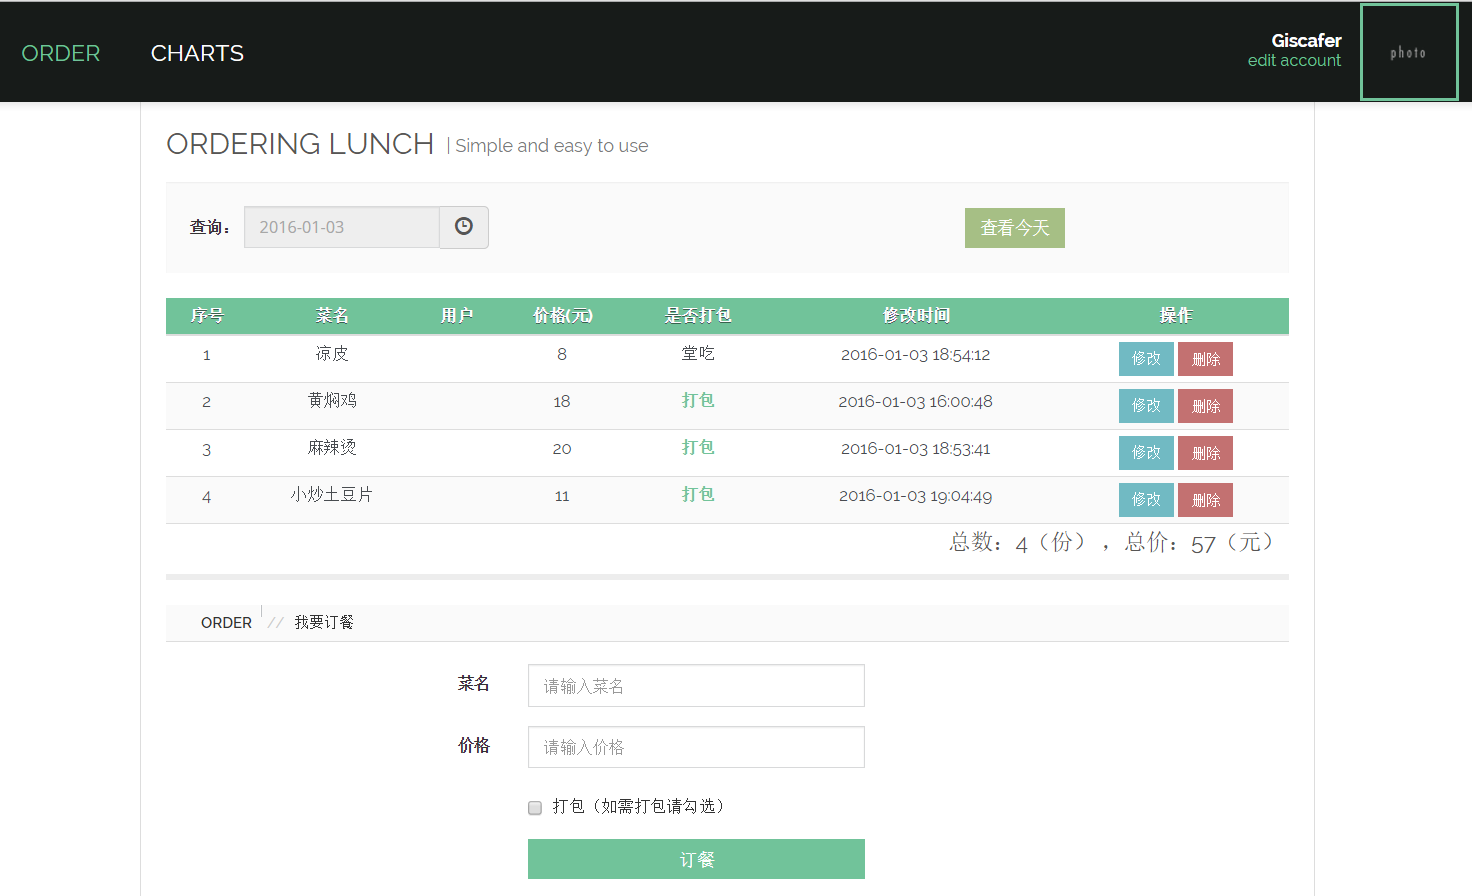 ORDER CHARTS Giscafer
edit account
photo
ORDERING LUNCH | Simple and easy to use
查询： 2016-01-03 查看今天
序号 菜名 用户 价格(元) 是否打包 修改时间 操作
1 凉皮 8 堂吃 2016-01-03 18:54:12 修改 删除
2 黄焖鸡 18 打包 2016-01-03 16:00:48 修改 删除
3 麻辣烫 20 打包 2016-01-03 18:53:41 修改 删除
4 小炒土豆片 11 打包 2016-01-03 19:04:49 修改 删除
总数：4（份），总价：57（元）
ORDER // 我要订餐
菜名 请输入菜名
价格 请输入价格
打包（如需打包请勾选）
订餐